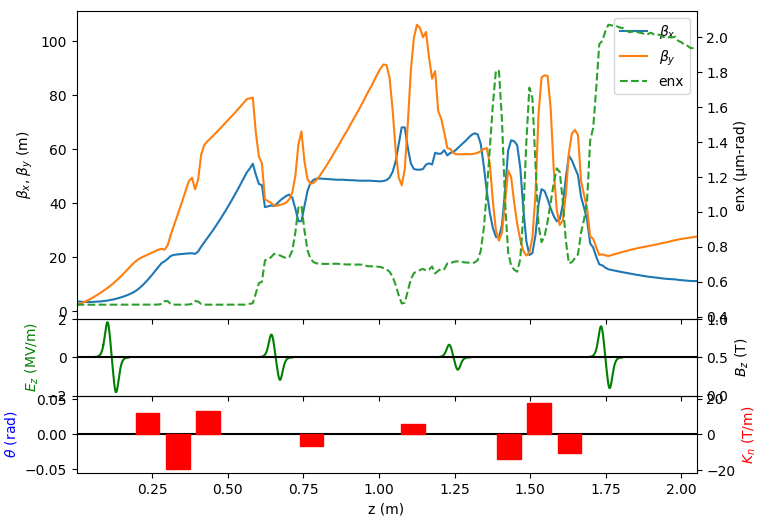 100
80
60
40
20
0
βx, βy (m)
βx
βy
enx
2.0
1.8
1.6
1.4
1.2
1.0
0.8
0.6
0.4
enx (μm-rad)
2
0
−2
Ez (MV/m)
1.0
0.5
0.0
Bz (T)
0.05
0.00
−0.05
θ (rad)
20
0
−20
Kn (T/m)
0.25 0.50 0.75 1.00 1.25 1.50 1.75 2.00
z (m)